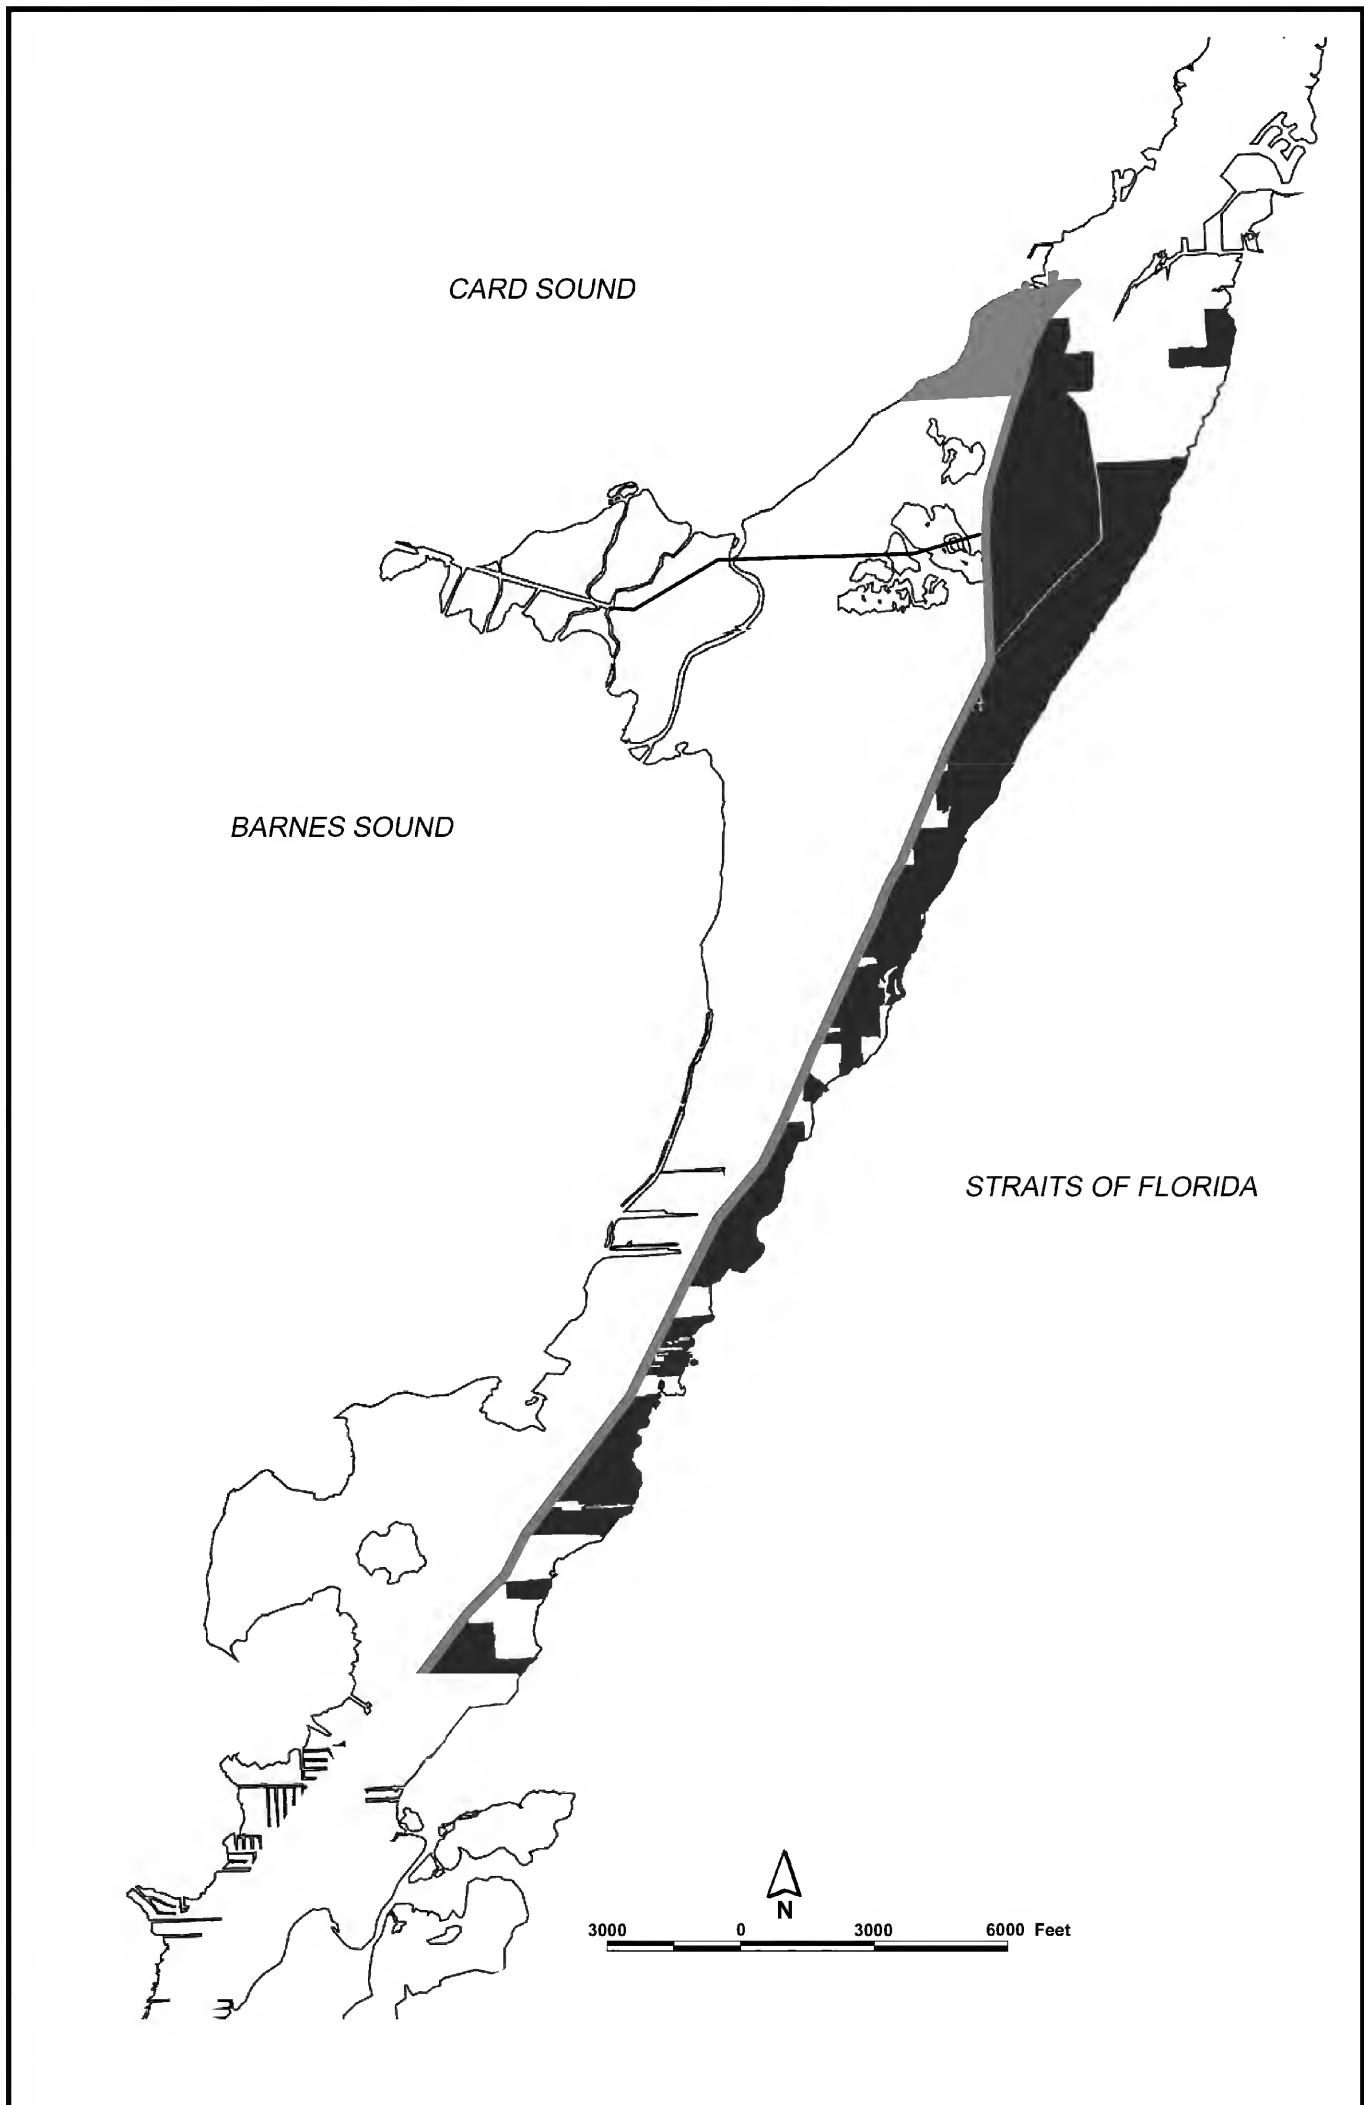 CARD SOUND
BARNES SOUND
STRAITS OF FLORIDA
N
3000 0 3000 6000 Feet